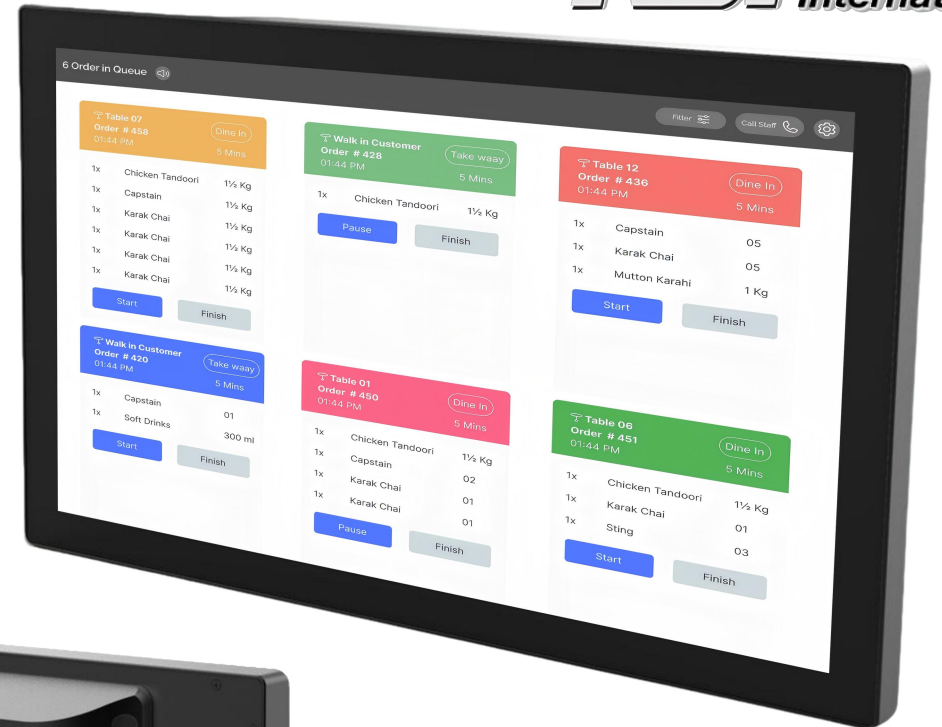 6 Order in Queue
Filter
Call Staff
Table 07
Order # 458
01:44 PM
Dine In
5 Mins
1x Chicken Tandoori 1½ Kg
1x Capstain 1½ Kg
1x Karak Chai 1½ Kg
1x Karak Chai 1½ Kg
1x Karak Chai 1½ Kg
1x Karak Chai 1½ Kg
Start Finish
Walk in Customer
Order # 428
01:44 PM
Take waay
5 Mins
1x Chicken Tandoori 1½ Kg
Pause Finish
Table 12
Order # 436
01:44 PM
Dine In
5 Mins
1x Capstain 05
1x Karak Chai 05
1x Mutton Karahi 1 Kg
Start Finish
Walk in Customer
Order # 420
01:44 PM
Take waay
5 Mins
1x Capstain 01
1x Soft Drinks 300 ml
Start Finish
Table 01
Order # 450
01:44 PM
Dine In
5 Mins
1x Chicken Tandoori 1½ Kg
1x Capstain 02
1x Karak Chai 01
1x Karak Chai 01
Pause Finish
Table 06
Order # 451
01:44 PM
Dine In
5 Mins
1x Chicken Tandoori 1½ Kg
1x Karak Chai 01
1x Sting 03
Start Finish